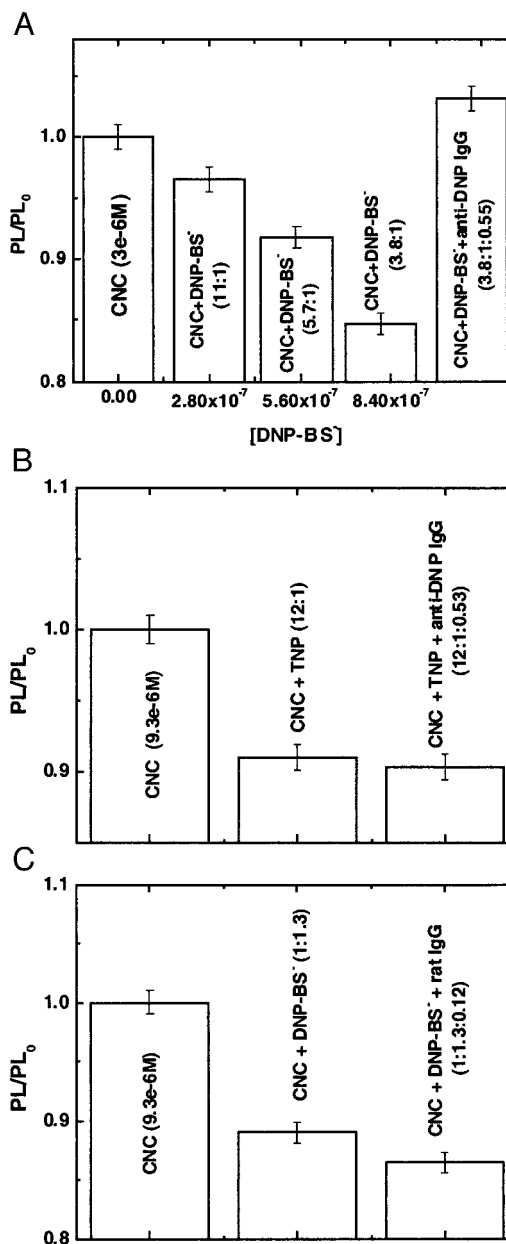 A
PL/PL0
1.0
0.9
0.8
CNC (3e-6M)
CNC+DNP-BS-
(11:1)
CNC+DNP-BS-
(5.7:1)
CNC+DNP-BS-
(3.8:1)
CNC+DNP-BS-+anti-DNP IgG
(3.8:1:0.55)
0.00
2.80x10-7
5.60x10-7
8.40x10-7
[DNP-BS-]
B
PL/PL0
1.1
1.0
0.9
CNC (9.3e-6M)
CNC + TNP (12:1)
CNC + TNP + anti-DNP IgG
(12:1:0.53)
C
PL/PL0
1.1
1.0
0.9
0.8
CNC (9.3e-6M)
CNC + DNP-BS- (1:1.3)
CNC + DNP-BS- + rat IgG
(1:1.3:0.12)